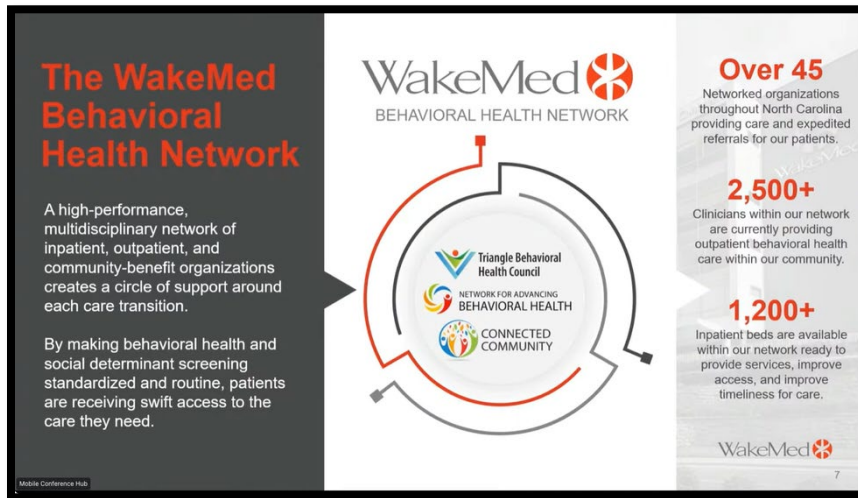 The WakeMed
Behavioral
Health Network
A high-performance,
multidisciplinary network of
inpatient, outpatient, and
community-benefit organizations
creates a circle of support around
each care transition.
By making behavioral health and
social determinant screening
standardized and routine, patients
are receiving swift access to the
care they need.
Mobile Conference Hub
WakeMed
BEHAVIORAL HEALTH NETWORK
Triangle Behavioral
Health Council
NETWORK FOR ADVANCING
BEHAVIORAL HEALTH
CONNECTED
COMMUNITY
Over 45
Networked organizations
throughout North Carolina
providing care and expedited
referrals for our patients.
WakeMed
2,500+
Clinicians within our network
are currently providing
outpatient behavioral health
care within our community.
1,200+
Inpatient beds are available
within our network ready to
provide services, improve
access, and improve
timeliness for care.
WakeMed
7